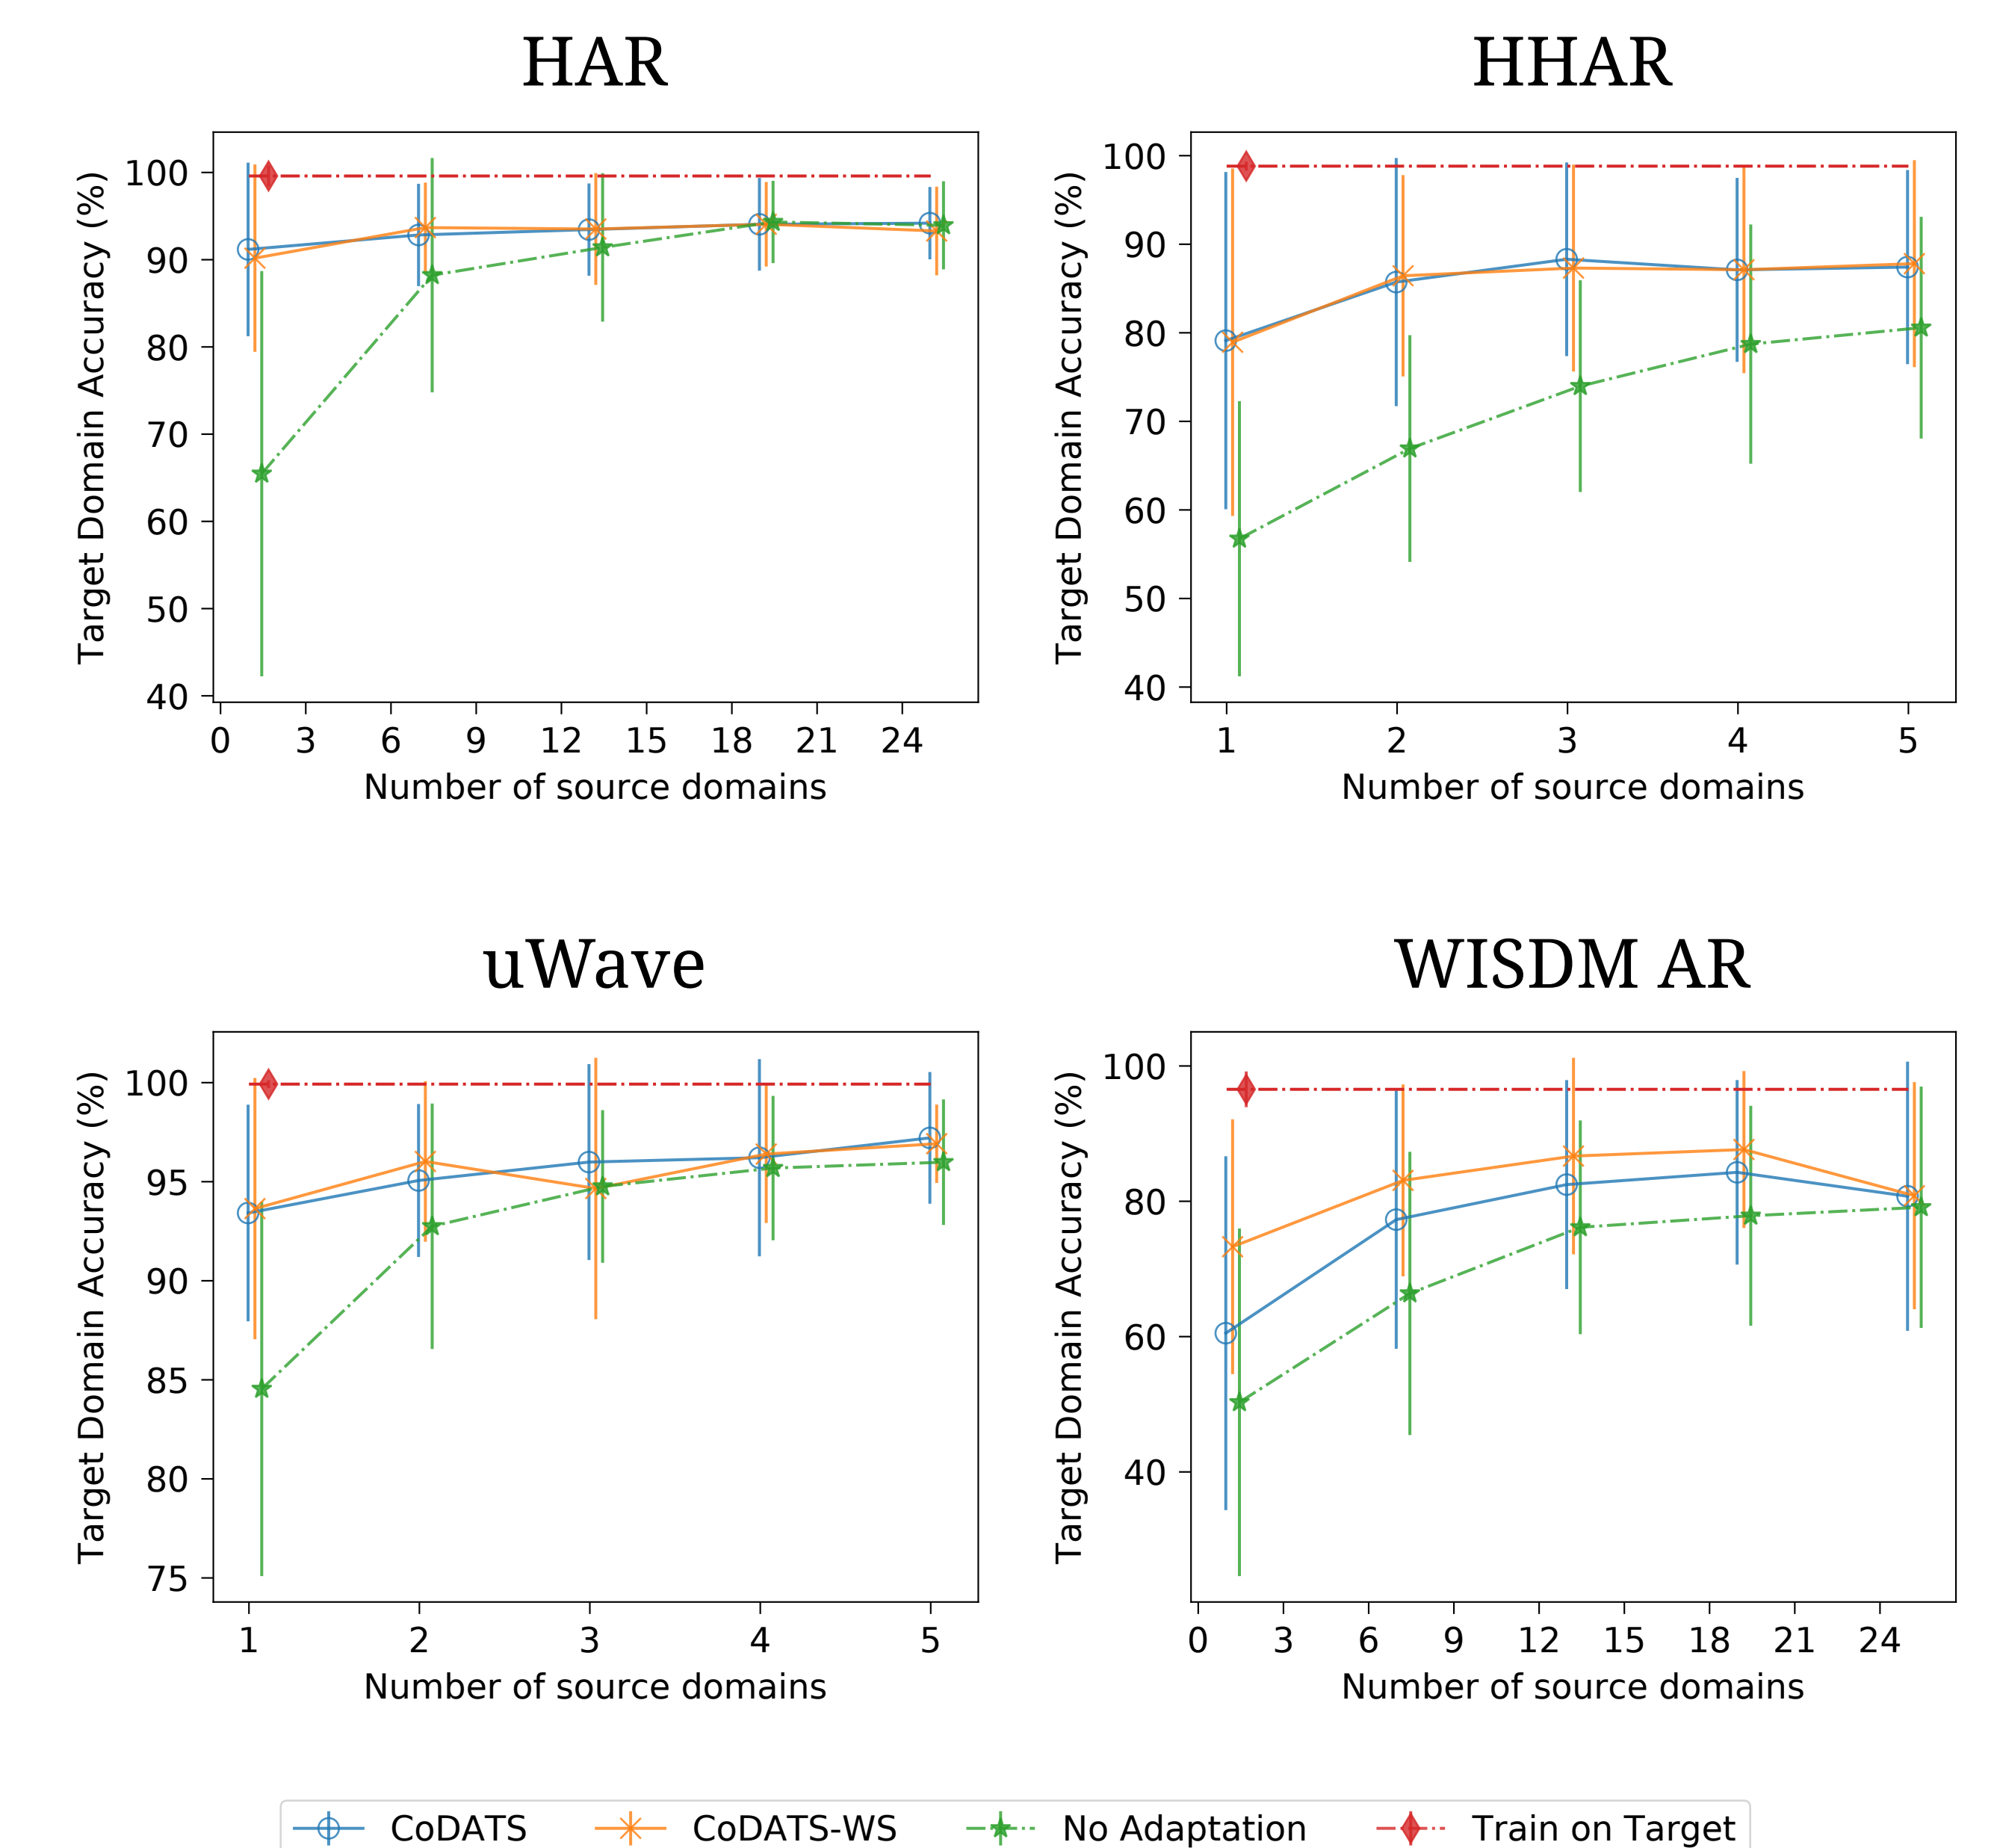 HAR
HHAR
Target Domain Accuracy (%)
100
90
80
70
60
50
40
0 3 6 9 12 15 18 21 24
Number of source domains
Target Domain Accuracy (%)
100
90
80
70
60
50
40
1 2 3 4 5
Number of source domains
uWave
WISDM AR
Target Domain Accuracy (%)
100
95
90
85
80
75
1 2 3 4 5
Number of source domains
Target Domain Accuracy (%)
100
80
60
40
0 3 6 9 12 15 18 21 24
Number of source domains
CoDATS CoDATS-WS No Adaptation Train on Target